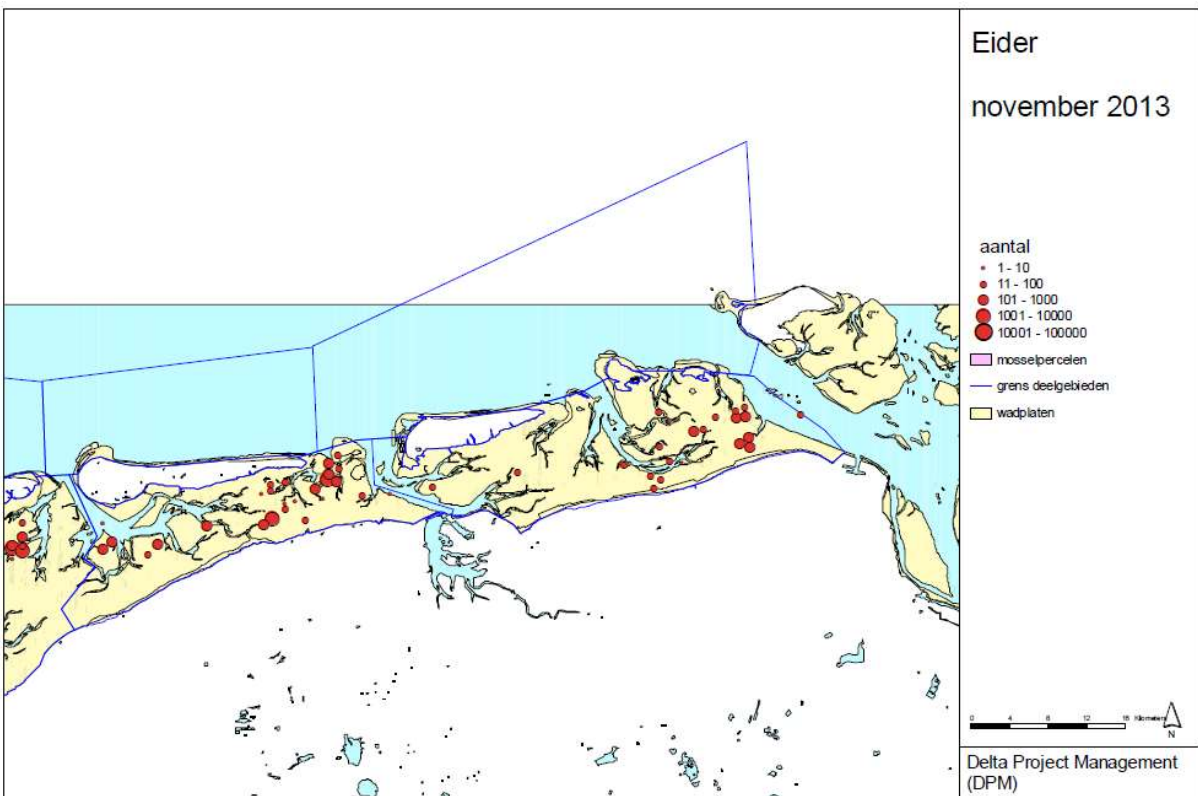 Eider
november 2013
aantal
1 - 10
11 - 100
101 - 1000
1001 - 10000
10001 - 100000
mosselpercelen
grens deelgebieden
wadplaten
0 4 8 12 16 Kilometers
N
Delta Project Management
(DPM)